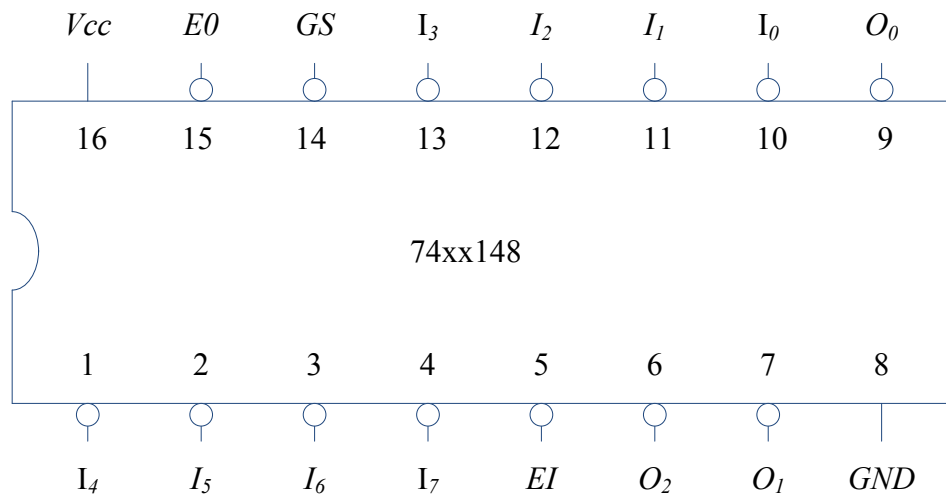 Vcc E0 GS I3 I2 I1 I0 O0
16 15 14 13 12 11 10 9
74xx148
1 2 3 4 5 6 7 8
I4 I5 I6 I7 EI O2 O1 GND